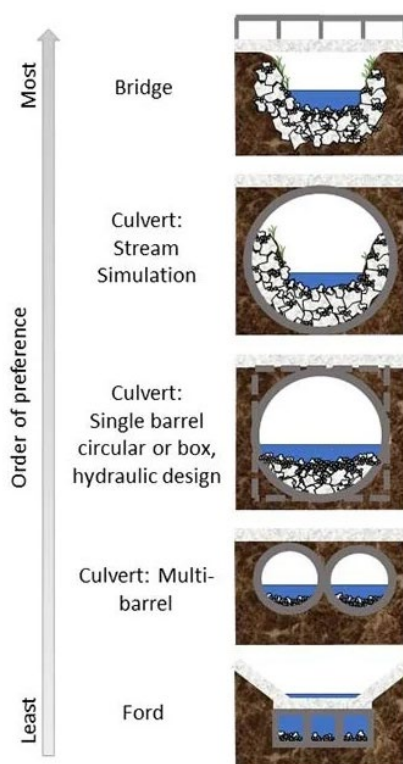 Most
Order of preference
Least
Bridge
Culvert:
Stream
Simulation
Culvert:
Single barrel
circular or box,
hydraulic design
Culvert: Multi-
barrel
Ford